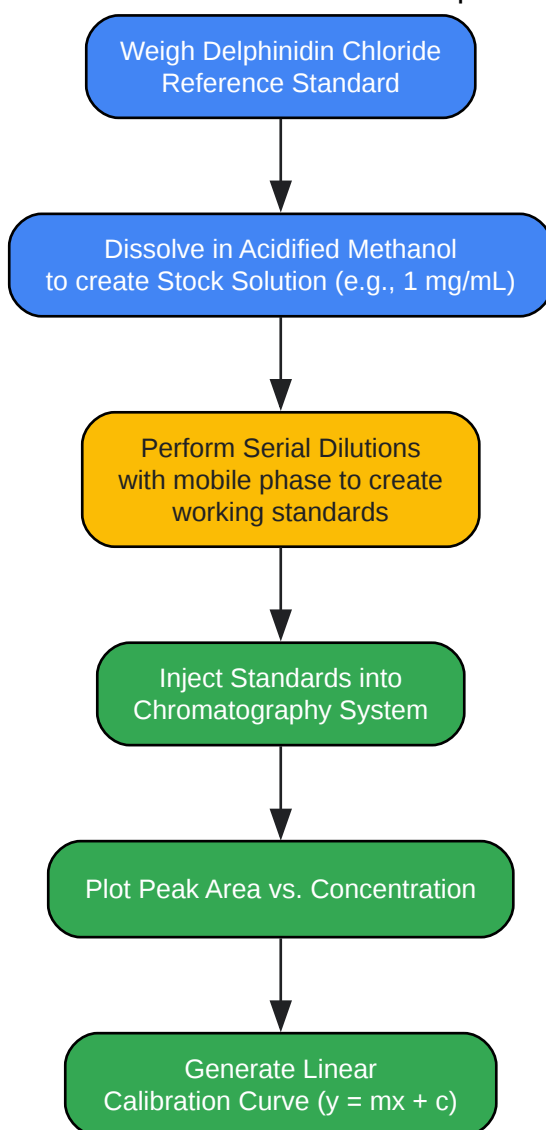 Weigh Delphinidin Chloride
Reference Standard
Dissolve in Acidified Methanol
to create Stock Solution (e.g., 1 mg/mL)
Perform Serial Dilutions
with mobile phase to create
working standards
Inject Standards into
Chromatography System
Plot Peak Area vs. Concentration
Generate Linear
Calibration Curve (y = mx + c)